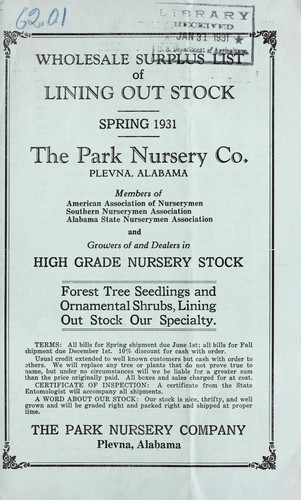 6201
LIBRARY
RECEIVED
JAN 31 1931 ★
U. S. Department of Agriculture
WHOLESALE SURPLUS LIST
of
LINING OUT STOCK
SPRING 1931
The Park Nursery Co.
PLEVNA, ALABAMA
Members of
American Association of Nurserymen
Southern Nurserymen Association
Alabama State Nurserymen Association
and
Growers of and Dealers in
HIGH GRADE NURSERY STOCK
Forest Tree Seedlings and
Ornamental Shrubs, Lining
Out Stock Our Specialty.
TERMS: All bills for Spring shipment due June 1st; all bills for Fall
shipment due December 1st. 10% discount for cash with order.
Usual credit extended to well known customers but cash with order to
others. We will replace any tree or plants that do not prove true to
name, but under no circumstances will we be liable for a greater sum
than the price originally paid. All boxes and sales charged for at cost.
CERTIFICATE OF INSPECTION: A certificate from the State
Entomologist will accompany all shipments.
A WORD ABOUT OUR STOCK: Our stock is nice, thrifty, and well
grown and will be graded right and packed right and shipped at proper
time.
THE PARK NURSERY COMPANY
Plevna, Alabama